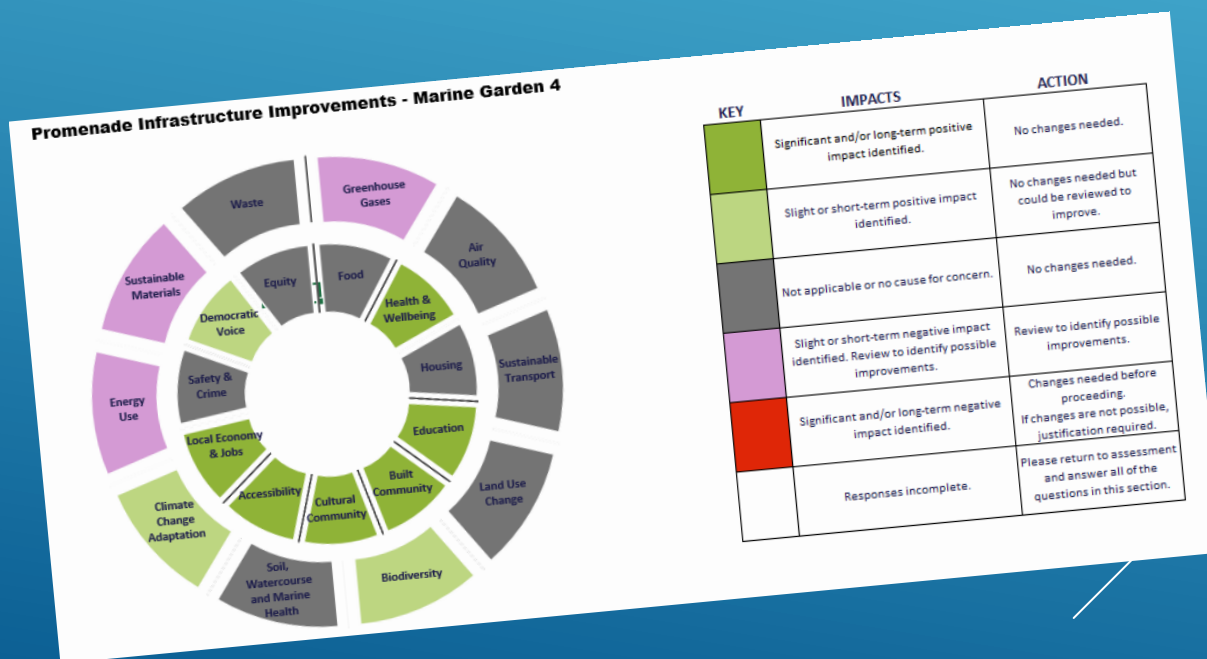 Promenade Infrastructure Improvements - Marine Garden 4
Waste
Greenhouse
Gases
Air
Quality
Sustainable
Transport
Land Use
Change
Biodiversity
Soil,
Watercourse
and Marine
Health
Climate
Change
Adaptation
Energy
Use
Sustainable
Materials
Equity
Food
Health &
Wellbeing
Housing
Education
Built
Community
Cultural
Community
Accessibility
Local Economy
& Jobs
Safety &
Crime
Democratic
Voice
KEY
IMPACTS
ACTION
Significant and/or long-term positive
impact identified.
No changes needed.
Slight or short-term positive impact
identified.
No changes needed but
could be reviewed to
improve.
Not applicable or no cause for concern.
No changes needed.
Slight or short-term negative impact
identified. Review to identify possible
improvements.
Review to identify possible
improvements.
Significant and/or long-term negative
impact identified.
Changes needed before
proceeding.
If changes are not possible,
justification required.
Responses incomplete.
Please return to assessment
and answer all of the
questions in this section.